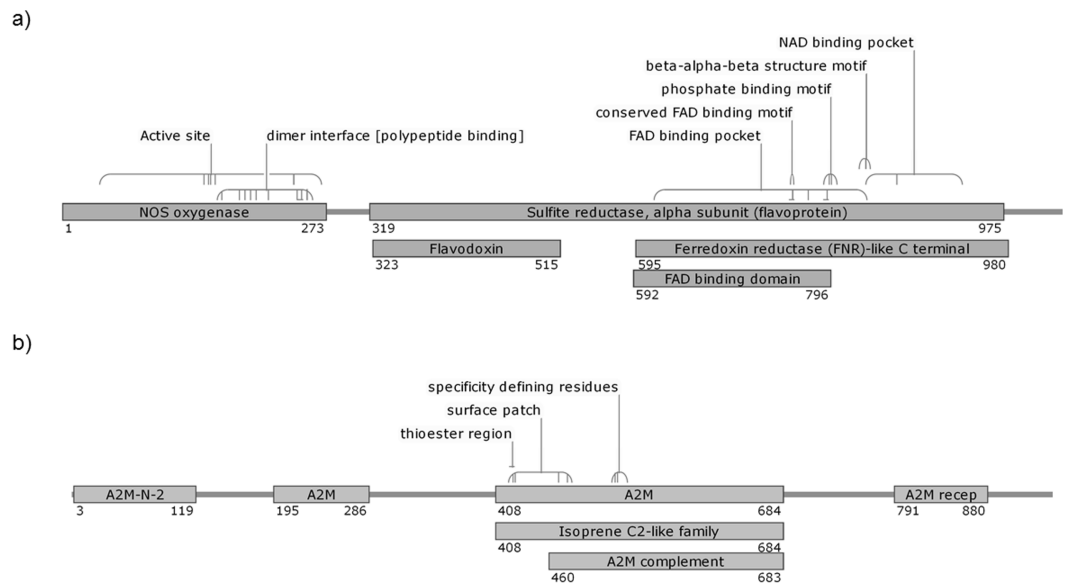 a)
NAD binding pocket
beta-alpha-beta structure motif
phosphate binding motif
conserved FAD binding motif
Active site dimer interface [polypeptide binding] FAD binding pocket
NOS oxygenase Sulfite reductase, alpha subunit (flavoprotein)
1 273 319 975
Flavodoxin Ferredoxin reductase (FNR)-like C terminal
323 515 595 980
FAD binding domain
592 796
b)
specificity defining residues
surface patch
thioester region
A2M-N-2 A2M A2M A2M recep
3 119 195 286 408 684 791 880
Isoprene C2-like family
408 684
A2M complement
460 683